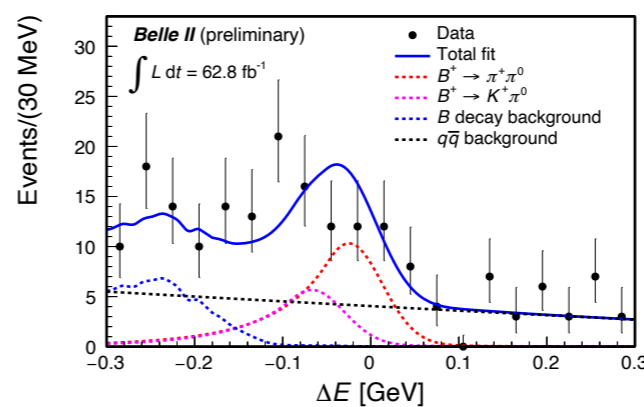 Belle II (preliminary)
∫ L dt = 62.8 fb⁻¹
Data
Total fit
B⁺ → π⁺π⁰
B⁺ → K⁺π⁰
B decay background
qq̅ background
Events/(30 MeV)
30
25
20
15
10
5
0
−0.3 −0.2 −0.1 0 0.1 0.2 0.3
ΔE [GeV]